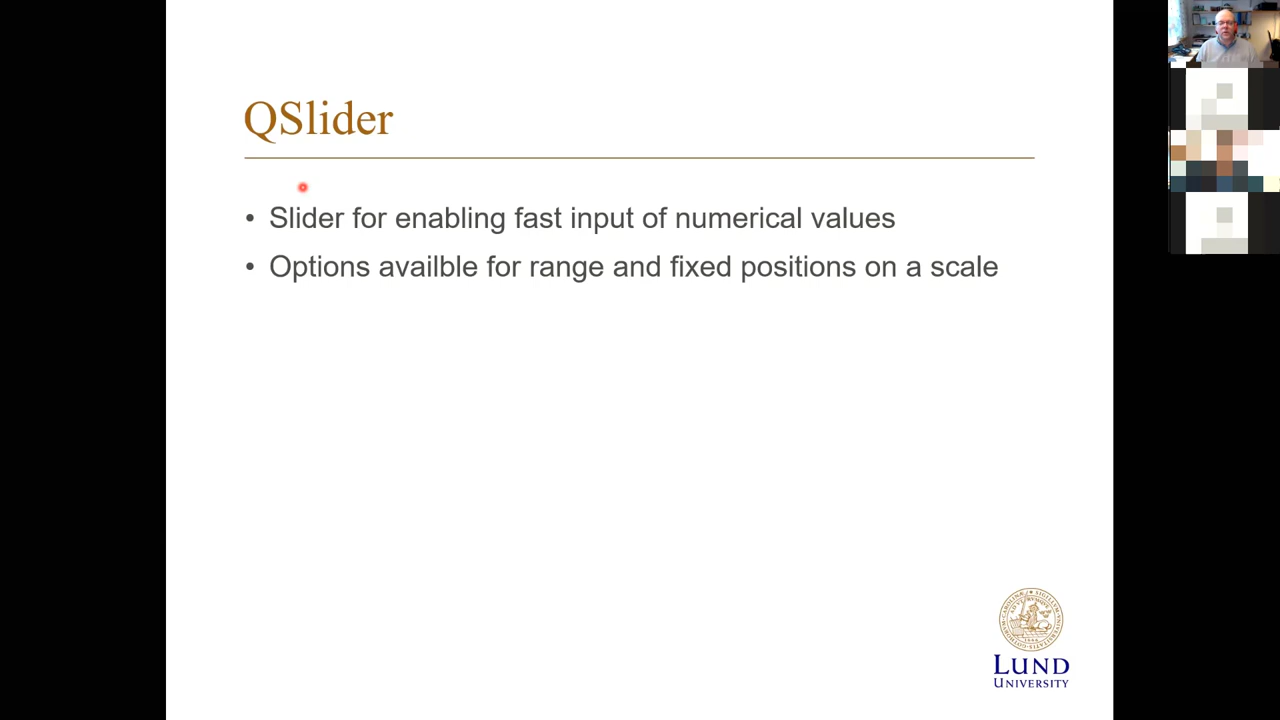 QSlider
• Slider for enabling fast input of numerical values
• Options availble for range and fixed positions on a scale
LUND
UNIVERSITY